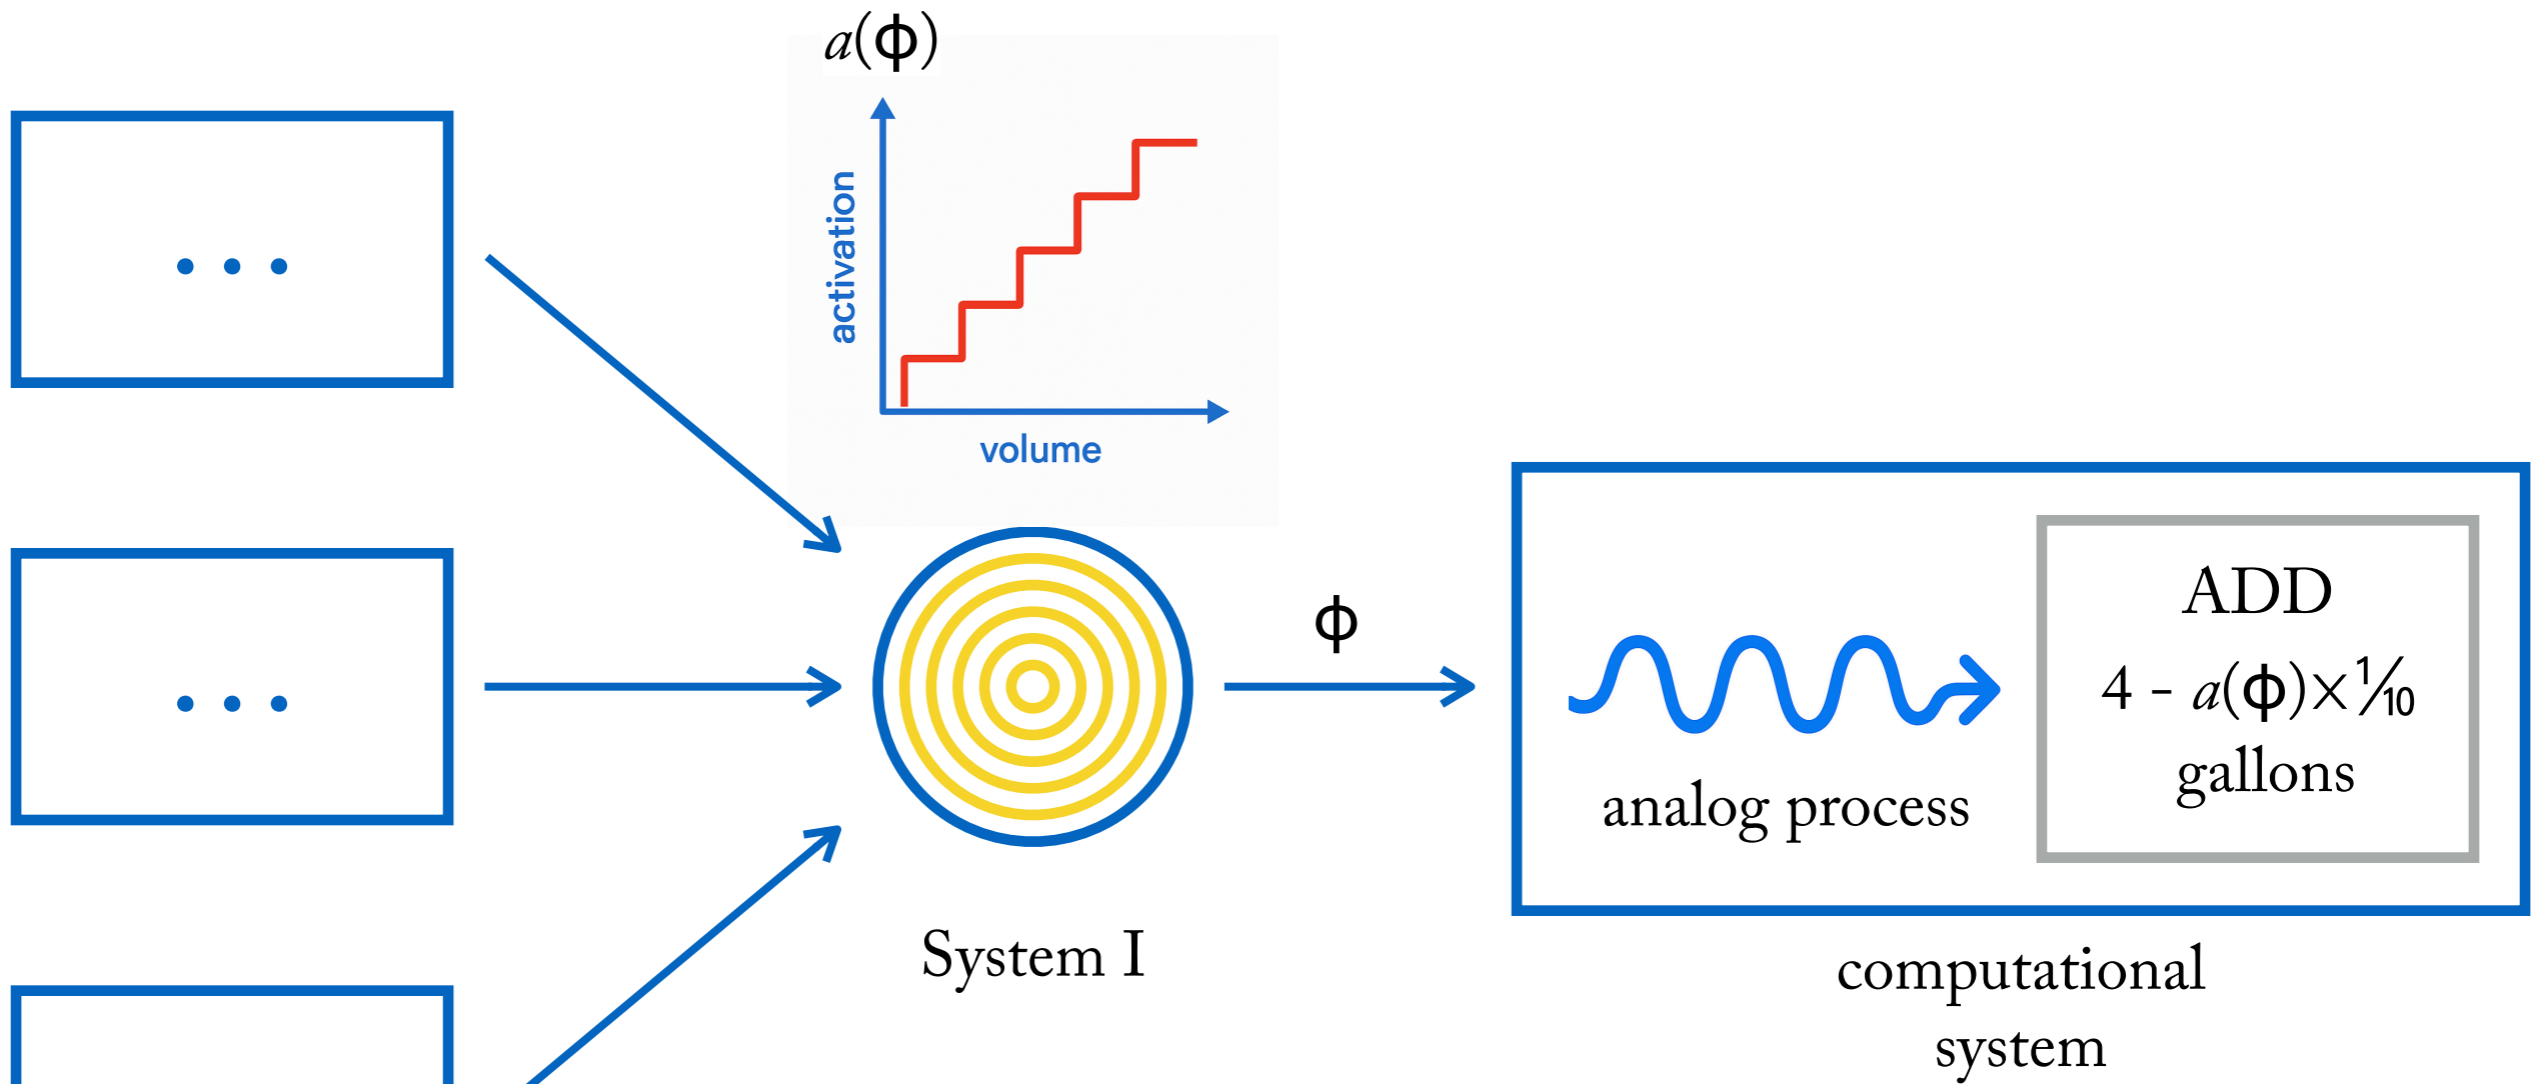 a(ϕ)
activation
volume
ϕ
System I
analog process
ADD
4 - a(ϕ)×⅒
gallons
computational
system